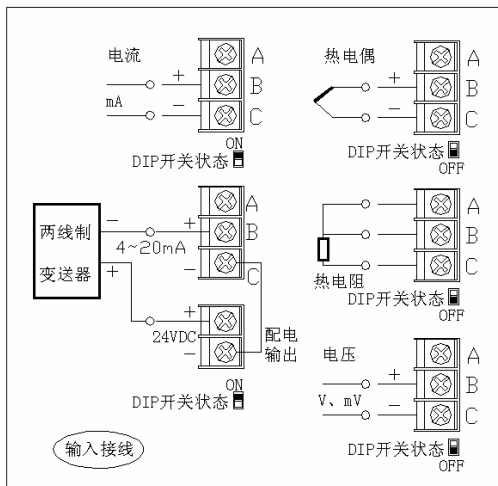 电流
mA
+
−
A
B
C
ON
DIP开关状态
热电偶
+
−
A
B
C
DIP开关状态
OFF
两线制
变送器
−
+
4~20mA
+
−
A
B
C
24VDC
+
−
配电
输出
ON
DIP开关状态
热电阻
A
B
C
DIP开关状态
OFF
电压
V、mV
+
−
A
B
C
DIP开关状态
OFF
输入接线